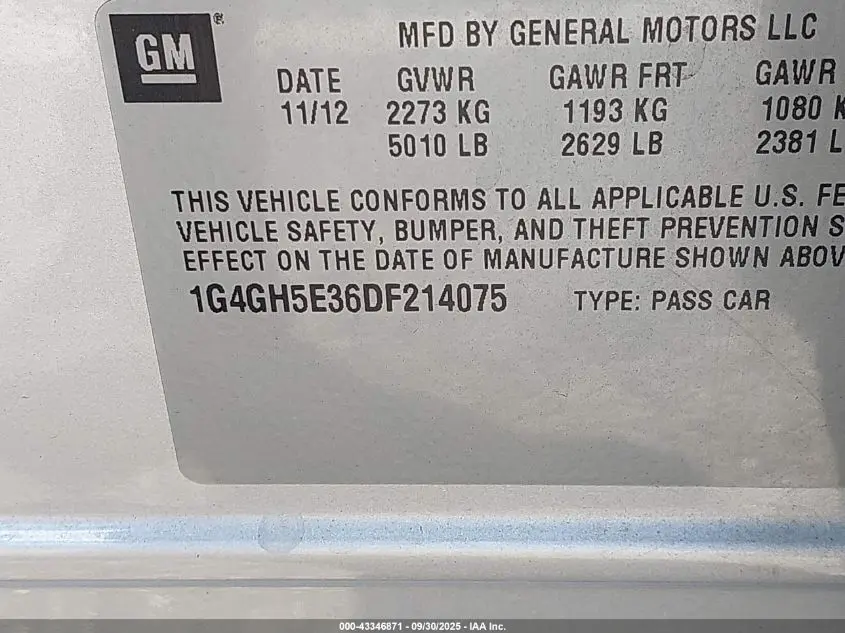 GM ®
MFD BY GENERAL MOTORS LLC
DATE GVWR GAWR FRT GAWR
11/12 2273 KG 1193 KG 1080 K
5010 LB 2629 LB 2381 L
THIS VEHICLE CONFORMS TO ALL APPLICABLE U.S. FE
VEHICLE SAFETY, BUMPER, AND THEFT PREVENTION S
EFFECT ON THE DATE OF MANUFACTURE SHOWN ABOV
1G4GH5E36DF214075 TYPE: PASS CAR
000-43346871 - 09/30/2025 - IAA Inc.